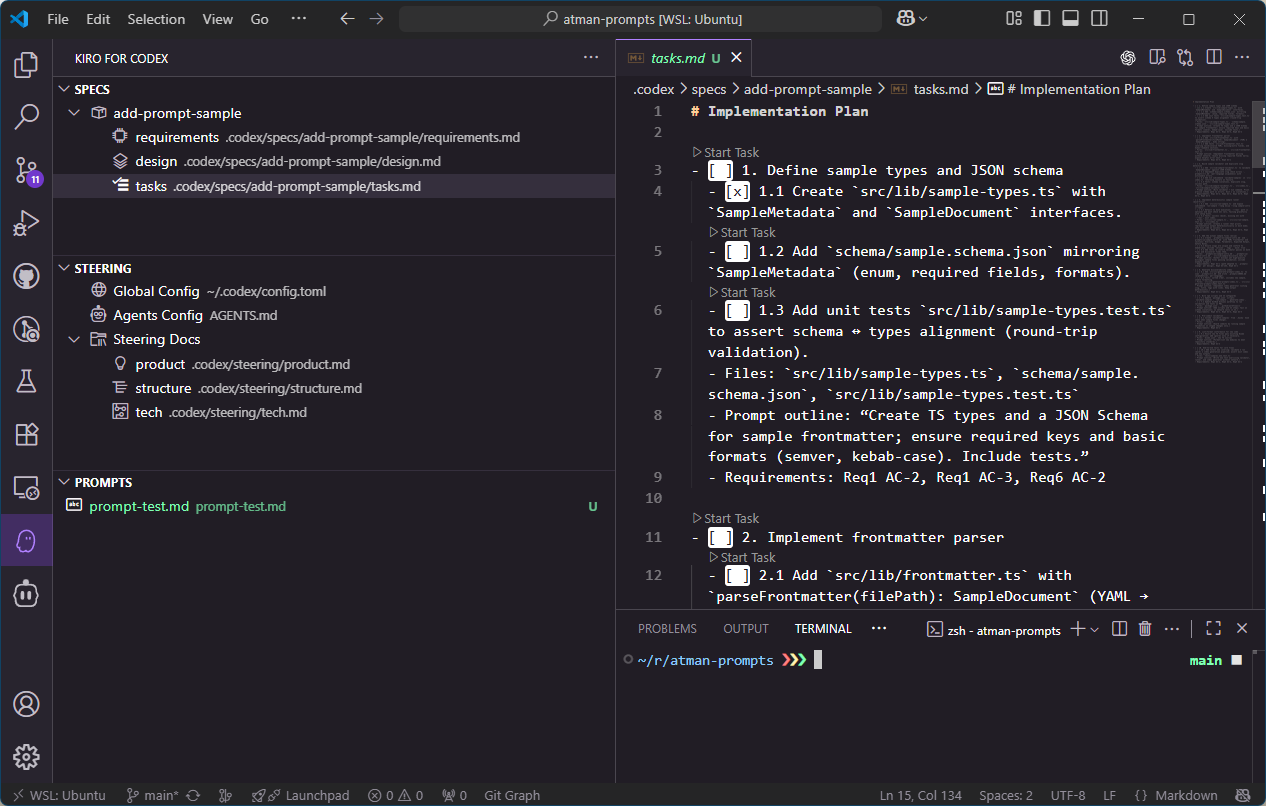 File Edit Selection View Go ··· atman-prompts [WSL: Ubuntu]
KIRO FOR CODEX
SPECS
add-prompt-sample
requirements .codex/specs/add-prompt-sample/requirements.md
design .codex/specs/add-prompt-sample/design.md
tasks .codex/specs/add-prompt-sample/tasks.md
11
STEERING
Global Config ~/.codex/config.toml
Agents Config AGENTS.md
Steering Docs
product .codex/steering/product.md
structure .codex/steering/structure.md
tech .codex/steering/tech.md
PROMPTS
prompt-test.md prompt-test.md U
tasks.md U
.codex > specs > add-prompt-sample > tasks.md > # Implementation Plan
1 # Implementation Plan
2
Start Task
3 - [ ] 1. Define sample types and JSON schema
4 - [x] 1.1 Create `src/lib/sample-types.ts` with
`SampleMetadata` and `SampleDocument` interfaces.
Start Task
5 - [ ] 1.2 Add `schema/sample.schema.json` mirroring
`SampleMetadata` (enum, required fields, formats).
Start Task
6 - [ ] 1.3 Add unit tests `src/lib/sample-types.test.ts`
to assert schema ↔ types alignment (round-trip
validation).
7 - Files: `src/lib/sample-types.ts`, `schema/sample.
schema.json`, `src/lib/sample-types.test.ts`
8 - Prompt outline: “Create TS types and a JSON Schema
for sample frontmatter; ensure required keys and basic
formats (semver, kebab-case). Include tests.”
9 - Requirements: Req1 AC-2, Req1 AC-3, Req6 AC-2
10
Start Task
11 - [ ] 2. Implement frontmatter parser
Start Task
12 - [ ] 2.1 Add `src/lib/frontmatter.ts` with
`parseFrontmatter(filePath): SampleDocument` (YAML →
PROBLEMS OUTPUT TERMINAL ··· zsh - atman-prompts
~/r/atman-prompts ❯❯❯ main
WSL: Ubuntu main* Launchpad 0 0 0 Git Graph Ln 15, Col 134 Spaces: 2 UTF-8 LF {} Markdown